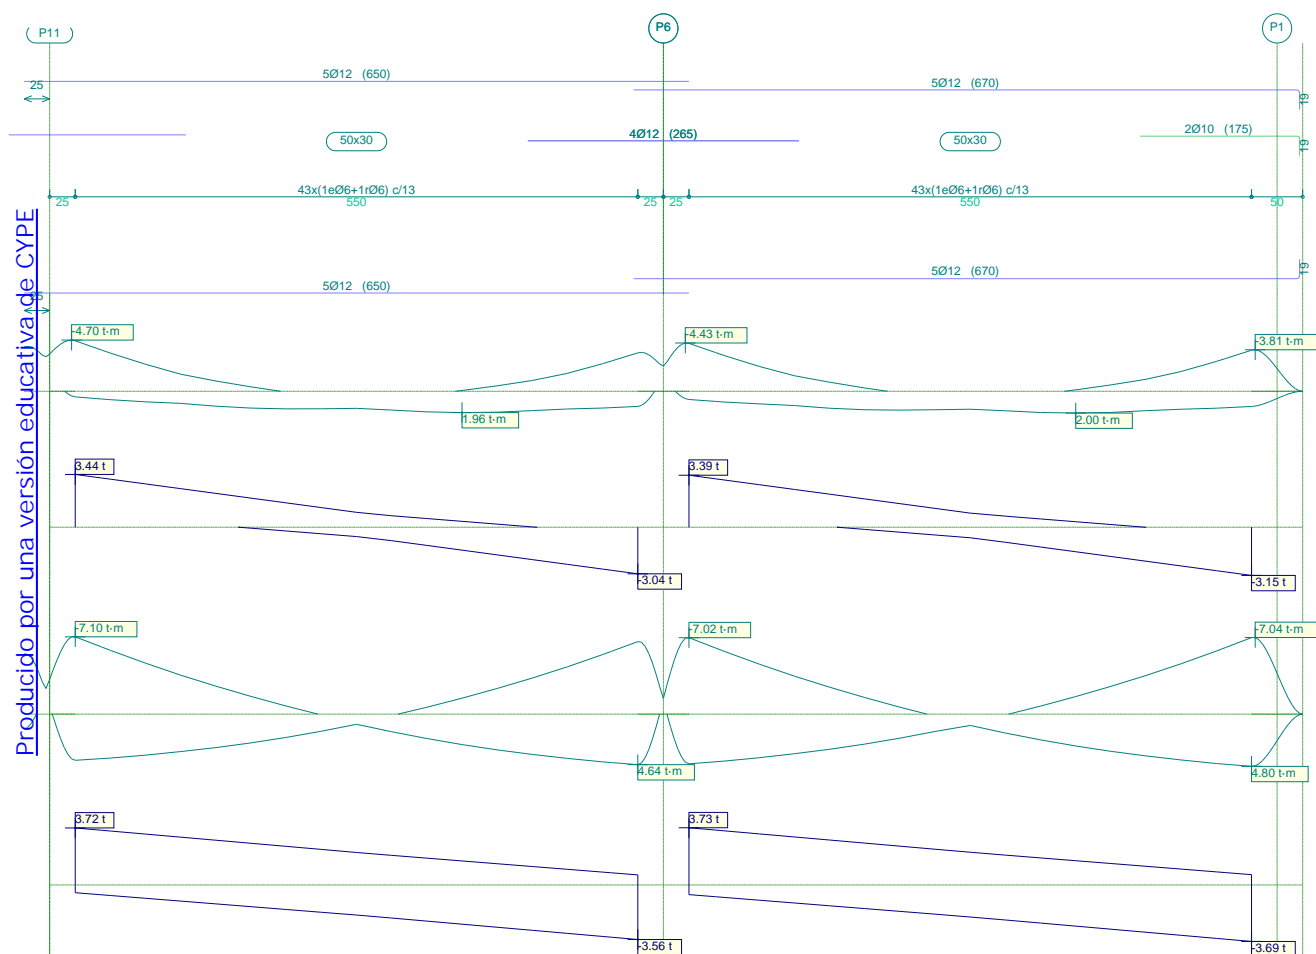 P11
P6
P1
5Ø12 (650)
5Ø12 (670)
25
19
50x30
4Ø12 (265)
50x30
2Ø10 (175)
19
43x(1eØ6+1rØ6) c/13
43x(1eØ6+1rØ6) c/13
25
550
25
25
550
50
5Ø12 (670)
19
5Ø12 (650)
25
-4.70 t·m
-4.43 t·m
-3.81 t·m
1.96 t·m
2.00 t·m
3.44 t
3.39 t
-3.04 t
-3.15 t
-7.10 t·m
-7.02 t·m
-7.04 t·m
4.64 t·m
4.80 t·m
3.72 t
3.73 t
-3.56 t
-3.69 t
Producido por una versión educativa de CYPE